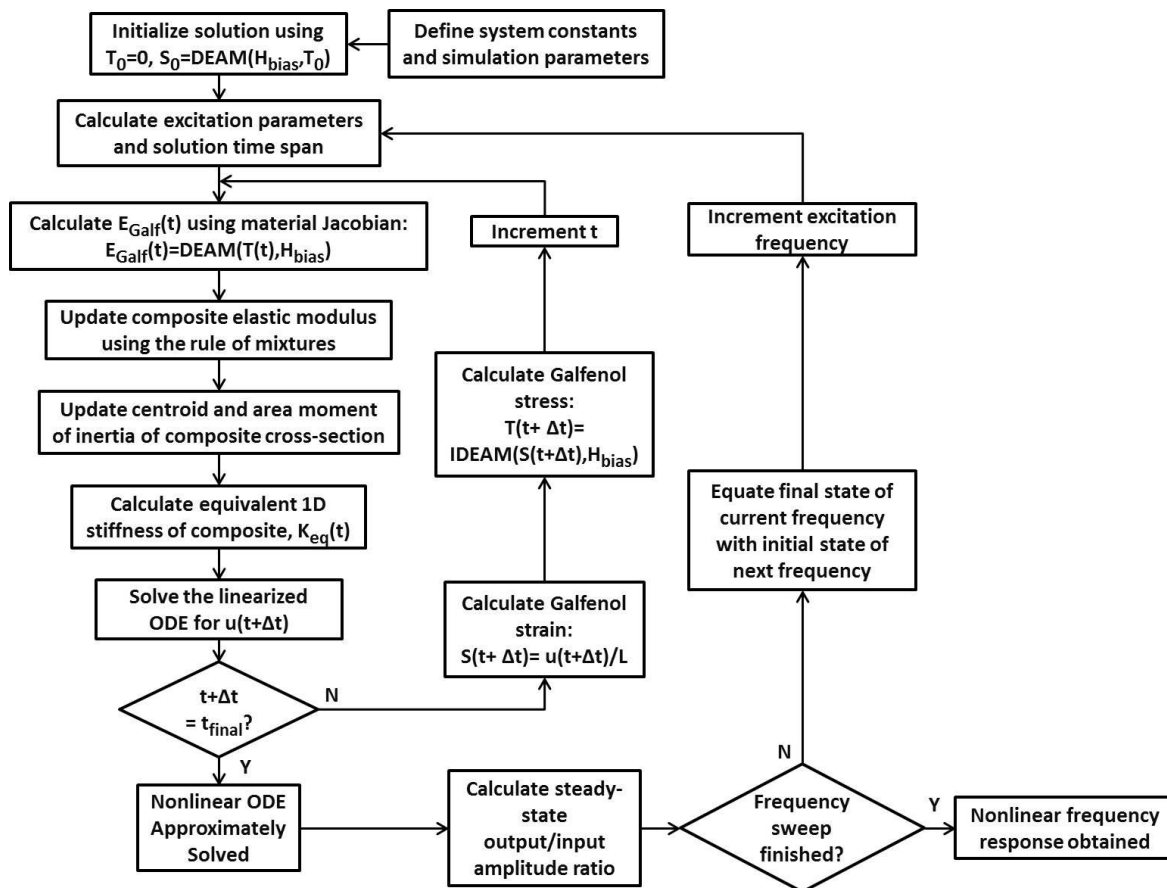 Initialize solution using
T0=0, S0=DEAM(Hbias,T0)
Define system constants
and simulation parameters
Calculate excitation parameters
and solution time span
Calculate EGalf(t) using material Jacobian:
EGalf(t)=DEAM(T(t),Hbias)
Increment t
Increment excitation
frequency
Update composite elastic modulus
using the rule of mixtures
Update centroid and area moment
of inertia of composite cross-section
Calculate Galfenol
stress:
T(t+ Δt)=
IDEAM(S(t+Δt),Hbias)
Calculate equivalent 1D
stiffness of composite, Keq(t)
Equate final state of
current frequency
with initial state of
next frequency
Solve the linearized
ODE for u(t+Δt)
Calculate Galfenol
strain:
S(t+ Δt)= u(t+Δt)/L
t+Δt
= tfinal?
N
Y
Nonlinear ODE
Approximately
Solved
Calculate steady-
state
output/input
amplitude ratio
N
Frequency
sweep
finished?
Y
Nonlinear frequency
response obtained